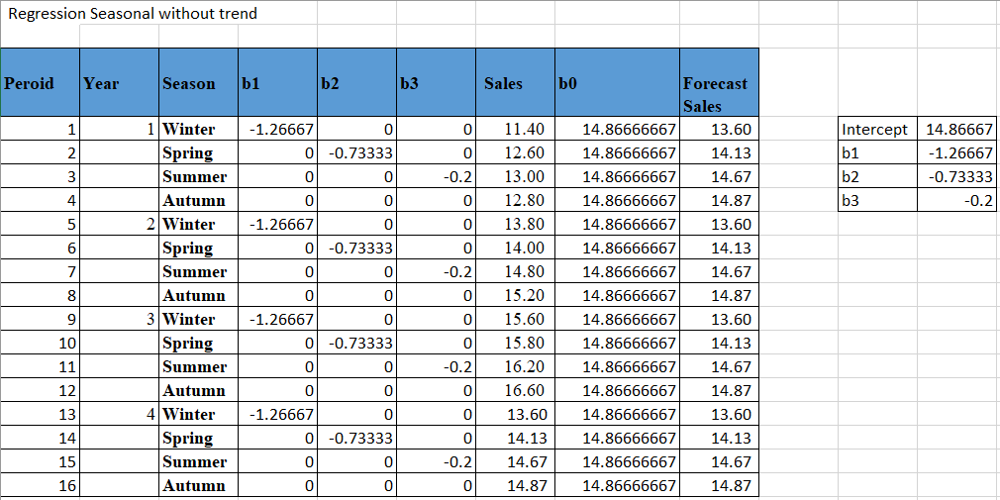 Regression Seasonal without trend
Peroid Year Season b1 b2 b3 Sales b0 Forecast Sales
1 1 Winter -1.26667 0 0 11.40 14.86666667 13.60 Intercept 14.86667
2 Spring 0 -0.73333 0 12.60 14.86666667 14.13 b1 -1.26667
3 Summer 0 0 -0.2 13.00 14.86666667 14.67 b2 -0.73333
4 Autumn 0 0 0 12.80 14.86666667 14.87 b3 -0.2
5 2 Winter -1.26667 0 0 13.80 14.86666667 13.60
6 Spring 0 -0.73333 0 14.00 14.86666667 14.13
7 Summer 0 0 -0.2 14.80 14.86666667 14.67
8 Autumn 0 0 0 15.20 14.86666667 14.87
9 3 Winter -1.26667 0 0 15.60 14.86666667 13.60
10 Spring 0 -0.73333 0 15.80 14.86666667 14.13
11 Summer 0 0 -0.2 16.20 14.86666667 14.67
12 Autumn 0 0 0 16.60 14.86666667 14.87
13 4 Winter -1.26667 0 0 13.60 14.86666667 13.60
14 Spring 0 -0.73333 0 14.13 14.86666667 14.13
15 Summer 0 0 -0.2 14.67 14.86666667 14.67
16 Autumn 0 0 0 14.87 14.86666667 14.87